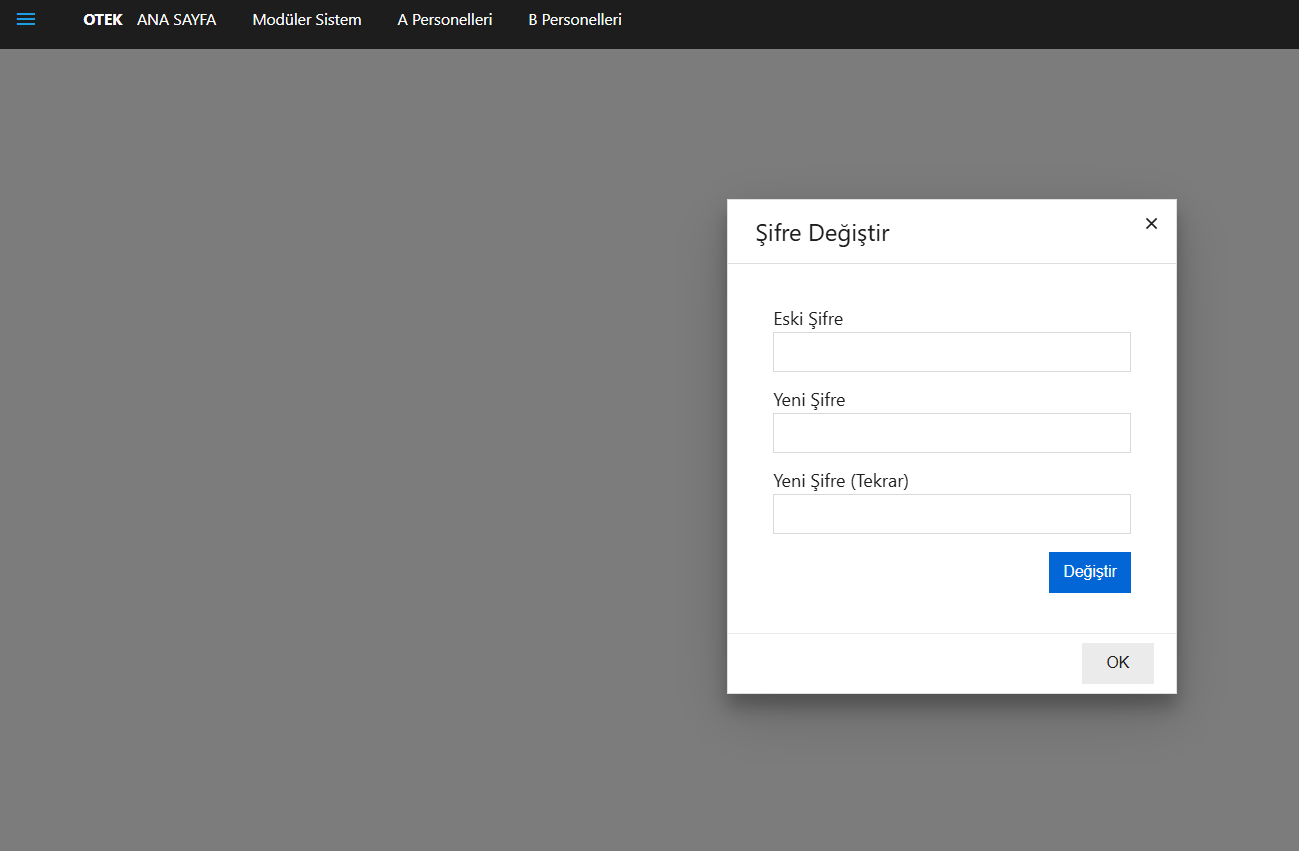 OTEK ANA SAYFA Modüler Sistem A Personelleri B Personelleri
Şifre Değiştir
Eski Şifre
Yeni Şifre
Yeni Şifre (Tekrar)
Değiştir
OK